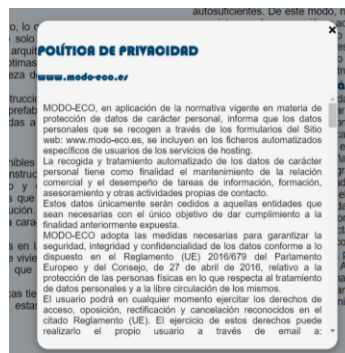 autosuficientes. De este modo,
POLÍTICA DE PRIVACIDAD
www.modo-eco.es
MODO-ECO, en aplicación de la normativa vigente en materia de
protección de datos de carácter personal, informa que los datos
personales que se recogen a través de los formularios del Sitio
web: www.modo-eco.es, se incluyen en los ficheros automatizados
específicos de usuarios de los servicios de hosting.
La recogida y tratamiento automatizado de los datos de carácter
personal tiene como finalidad el mantenimiento de la relación
comercial y el desempeño de tareas de información, formación,
asesoramiento y otras actividades propias de contacto.
Estos datos únicamente serán cedidos a aquellas entidades que
sean necesarias con el único objetivo de dar cumplimiento a la
finalidad anteriormente expuesta.
MODO-ECO adopta las medidas necesarias para garantizar la
seguridad, integridad y confidencialidad de los datos conforme a lo
dispuesto en el Reglamento (UE) 2016/679 del Parlamento
Europeo y del Consejo, de 27 de abril de 2016, relativo a la
protección de las personas físicas en lo que respecta al tratamiento
de datos personales y a la libre circulación de los mismos.
El usuario podrá en cualquier momento ejercitar los derechos de
acceso, oposición, rectificación y cancelación reconocidos en el
citado Reglamento (UE). El ejercicio de estos derechos puede
realizarlo el propio usuario a través de email a: